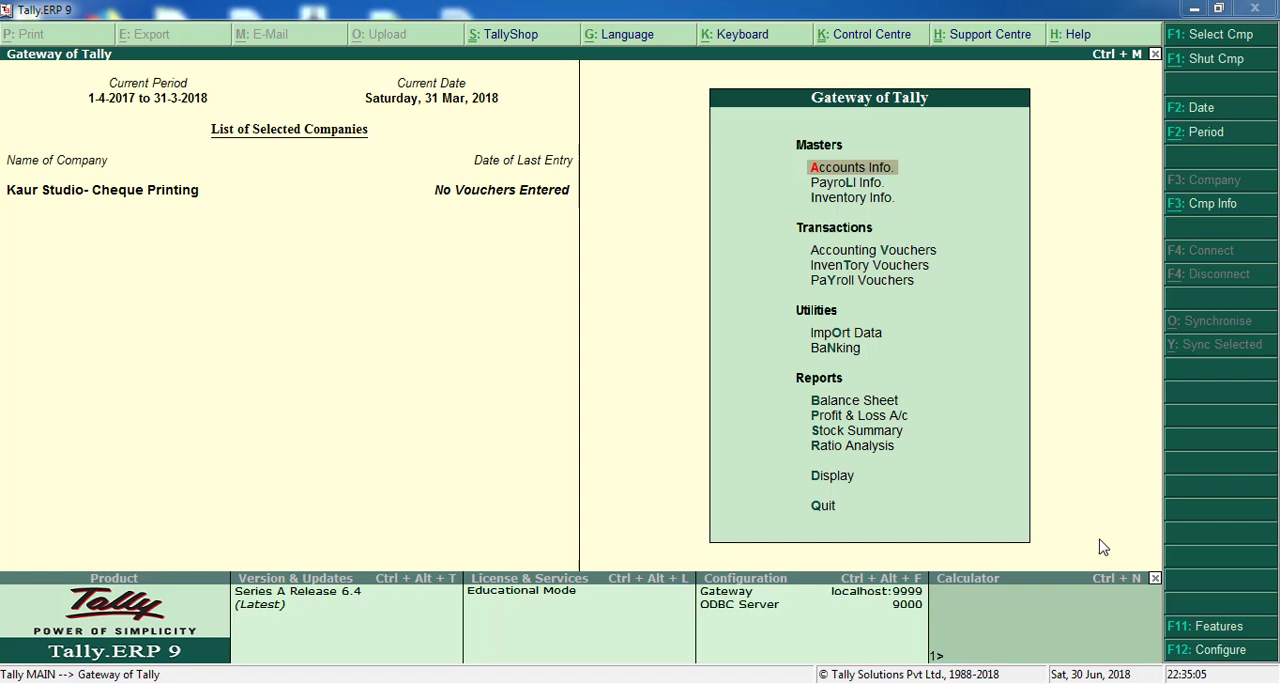 Tally.ERP 9
P: Print
E: Export
M: E-Mail
O: Upload
S: TallyShop
G: Language
K: Keyboard
K: Control Centre
H: Support Centre
H: Help
Gateway of Tally
Ctrl + M
Current Period
1-4-2017 to 31-3-2018
Current Date
Saturday, 31 Mar, 2018
List of Selected Companies
Name of Company
Date of Last Entry
Kaur Studio- Cheque Printing
No Vouchers Entered
Gateway of Tally
Masters
Accounts Info.
PayroLl Info.
Inventory Info.
Transactions
Accounting Vouchers
InvenTory Vouchers
PaYroll Vouchers
Utilities
ImpOrt Data
BaNking
Reports
Balance Sheet
Profit & Loss A/c
Stock Summary
Ratio Analysis
Display
Quit
F1: Select Cmp
F1: Shut Cmp
F2: Date
F2: Period
F3: Company
F3: Cmp Info
F4: Connect
F4: Disconnect
O: Synchronise
Y: Sync Selected
F11: Features
F12: Configure
Product
Tally
POWER OF SIMPLICITY
Tally.ERP 9
Version & Updates
Ctrl + Alt + T
Series A Release 6.4
(Latest)
License & Services
Ctrl + Alt + L
Educational Mode
Configuration
Ctrl + Alt + F
Gateway
localhost:9999
ODBC Server
9000
Calculator
Ctrl + N
1>
Tally MAIN --> Gateway of Tally
© Tally Solutions Pvt Ltd., 1988-2018
Sat, 30 Jun, 2018
22:35:05